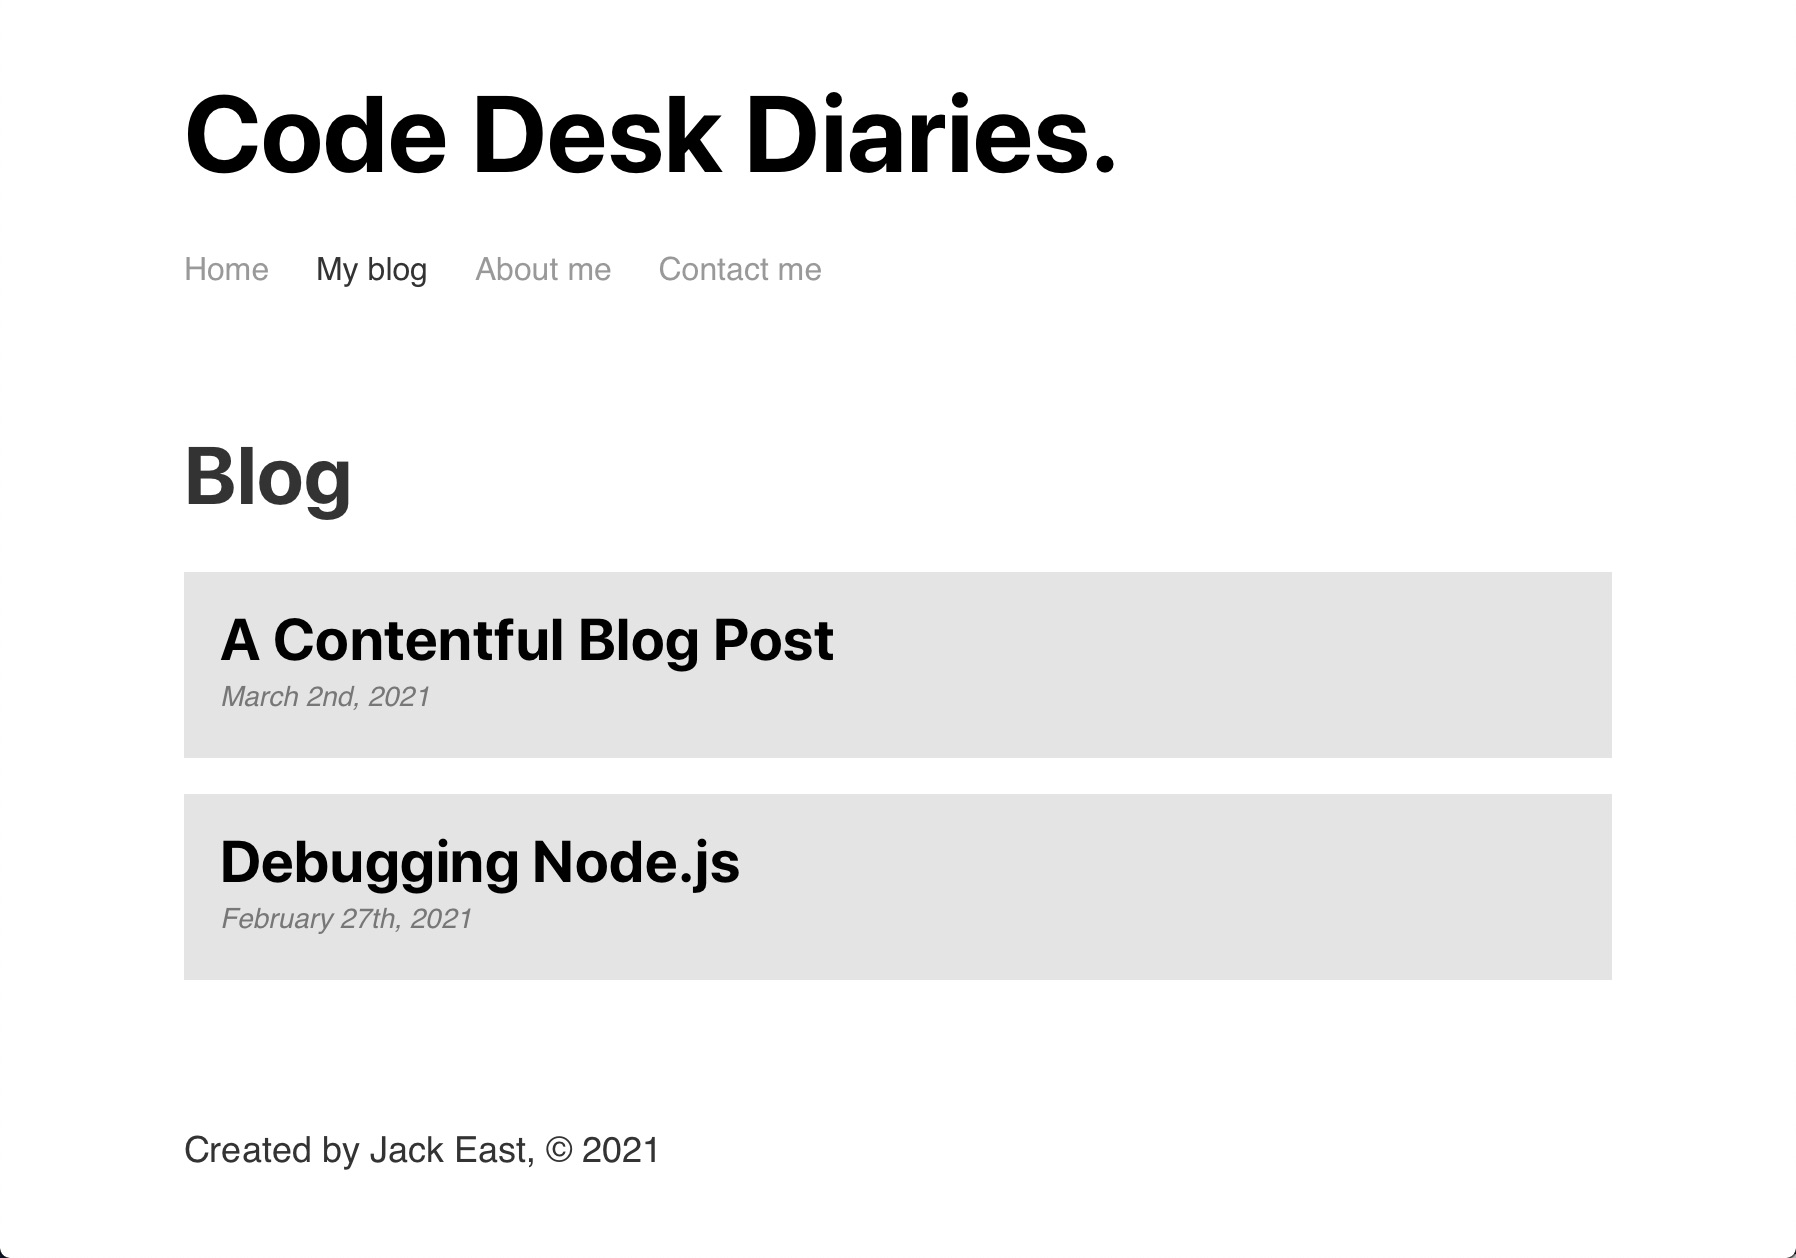 Code Desk Diaries.
Home My blog About me Contact me
Blog
A Contentful Blog Post
March 2nd, 2021
Debugging Node.js
February 27th, 2021
Created by Jack East, © 2021